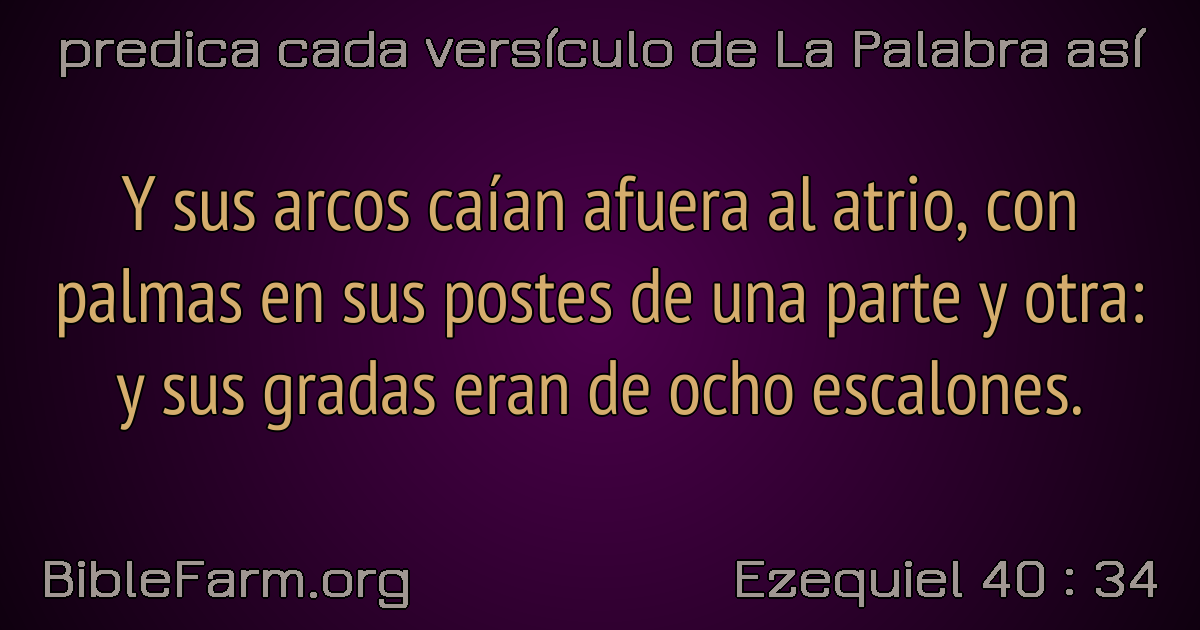 predica cada versículo de La Palabra así
Y sus arcos caían afuera al atrio, con
palmas en sus postes de una parte y otra:
y sus gradas eran de ocho escalones.
BibleFarm.org
Ezequiel 40 : 34